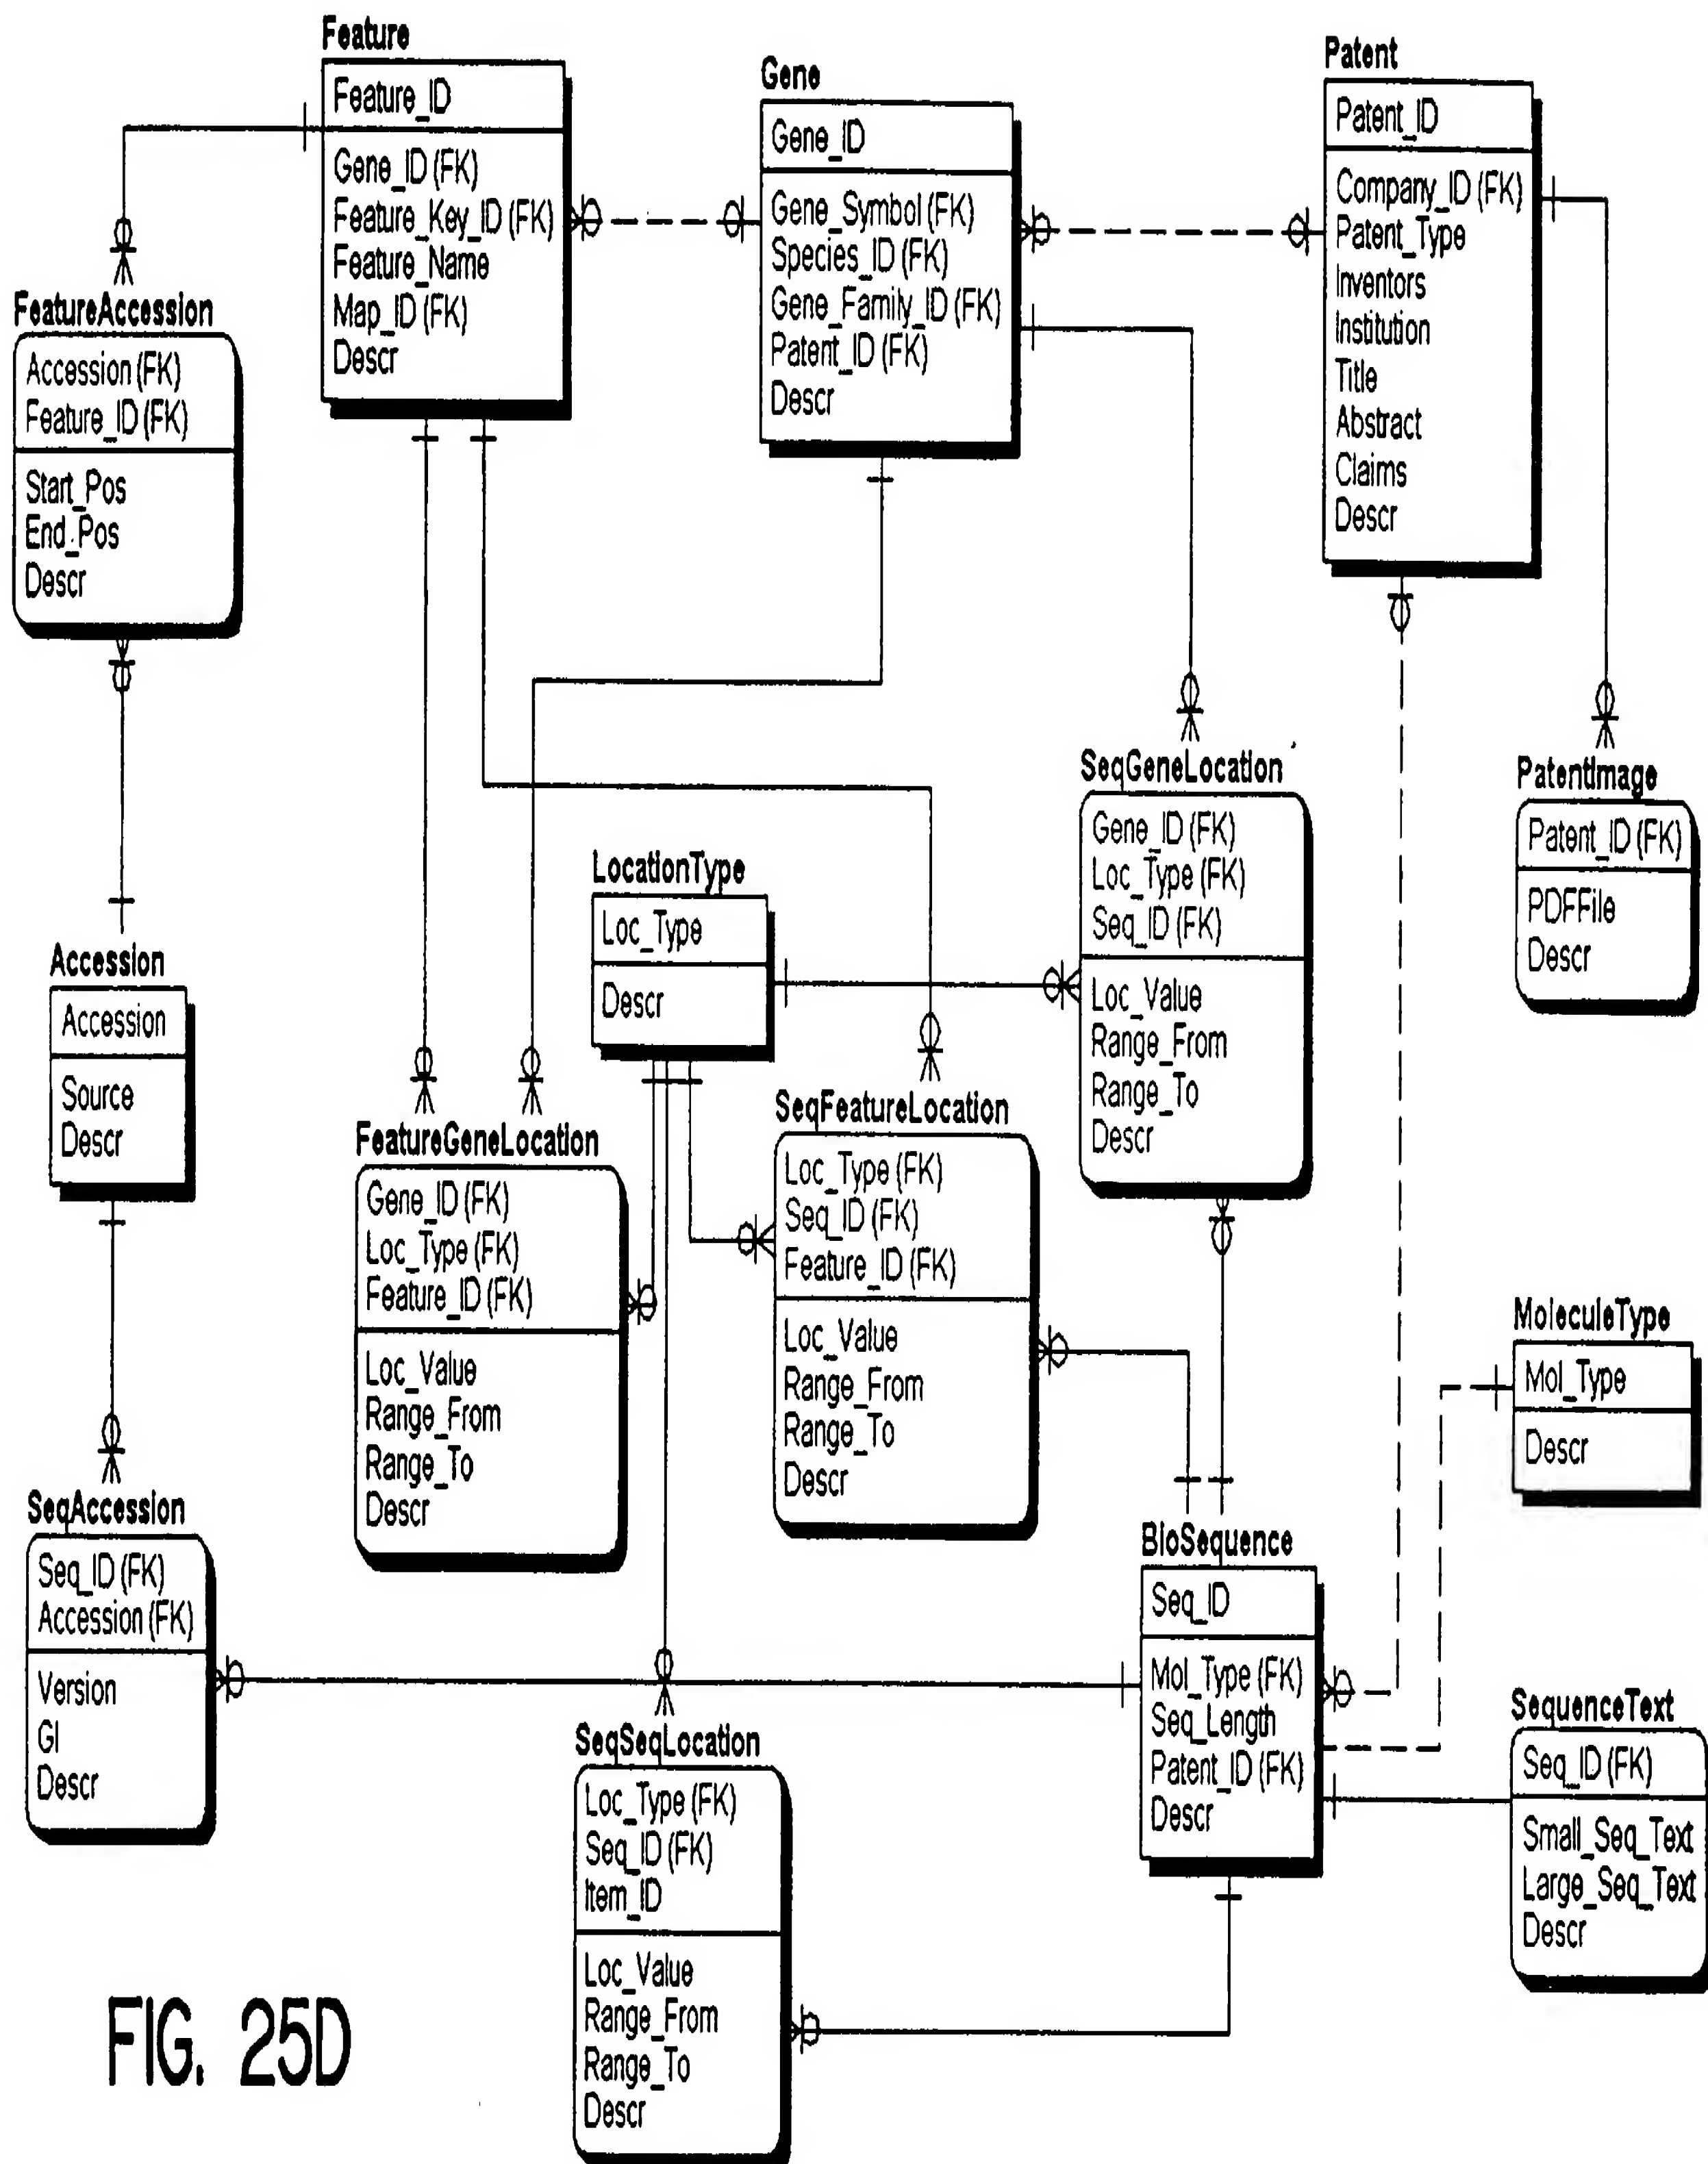 Feature
Feature_ID
Gene_ID (FK)
Feature_Key_ID (FK)
Feature_Name
Map_ID (FK)
Descr
Gene
Gene_ID
Gene_Symbol (FK)
Species_ID (FK)
Gene_Family_ID (FK)
Patent_ID (FK)
Descr
Patent
Patent_ID
Company_ID (FK)
Patent_Type
Inventors
Institution
Title
Abstract
Claims
Descr
FeatureAccession
Accession (FK)
Feature_ID (FK)
Start_Pos
End_Pos
Descr
SeqGeneLocation
Gene_ID (FK)
Loc_Type (FK)
Seq_ID (FK)
Loc_Value
Range_From
Range_To
Descr
PatentImage
Patent_ID (FK)
PDFFile
Descr
LocationType
Loc_Type
Descr
Accession
Accession
Source
Descr
FeatureGeneLocation
Gene_ID (FK)
Loc_Type (FK)
Feature_ID (FK)
Loc_Value
Range_From
Range_To
Descr
SeqFeatureLocation
Loc_Type (FK)
Seq_ID (FK)
Feature_ID (FK)
Loc_Value
Range_From
Range_To
Descr
MoleculeType
Mol_Type
Descr
SeqAccession
Seq_ID (FK)
Accession (FK)
Version
GI
Descr
BioSequence
Seq_ID
Mol_Type (FK)
Seq_Length
Patent_ID (FK)
Descr
SequenceText
Seq_ID (FK)
Small_Seq_Text
Large_Seq_Text
Descr
SeqSeqLocation
Loc_Type (FK)
Seq_ID (FK)
Item_ID
Loc_Value
Range_From
Range_To
Descr
FIG. 25D